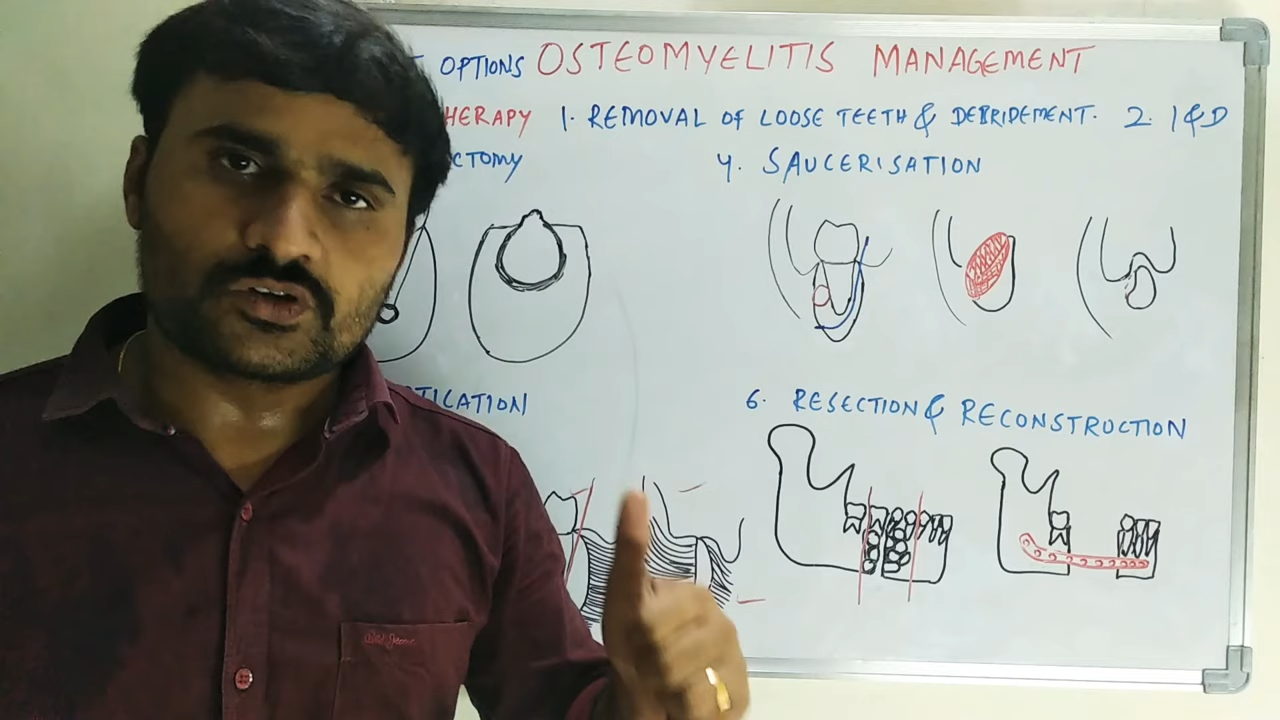 OPTIONS OSTEOMYELITIS MANAGEMENT
HERAPY 1. REMOVAL OF LOOSE TEETH & DEBRIDEMENT. 2. I & D
CTOMY 4. SAUCERISATION
TICATION 6. RESECTION & RECONSTRUCTION